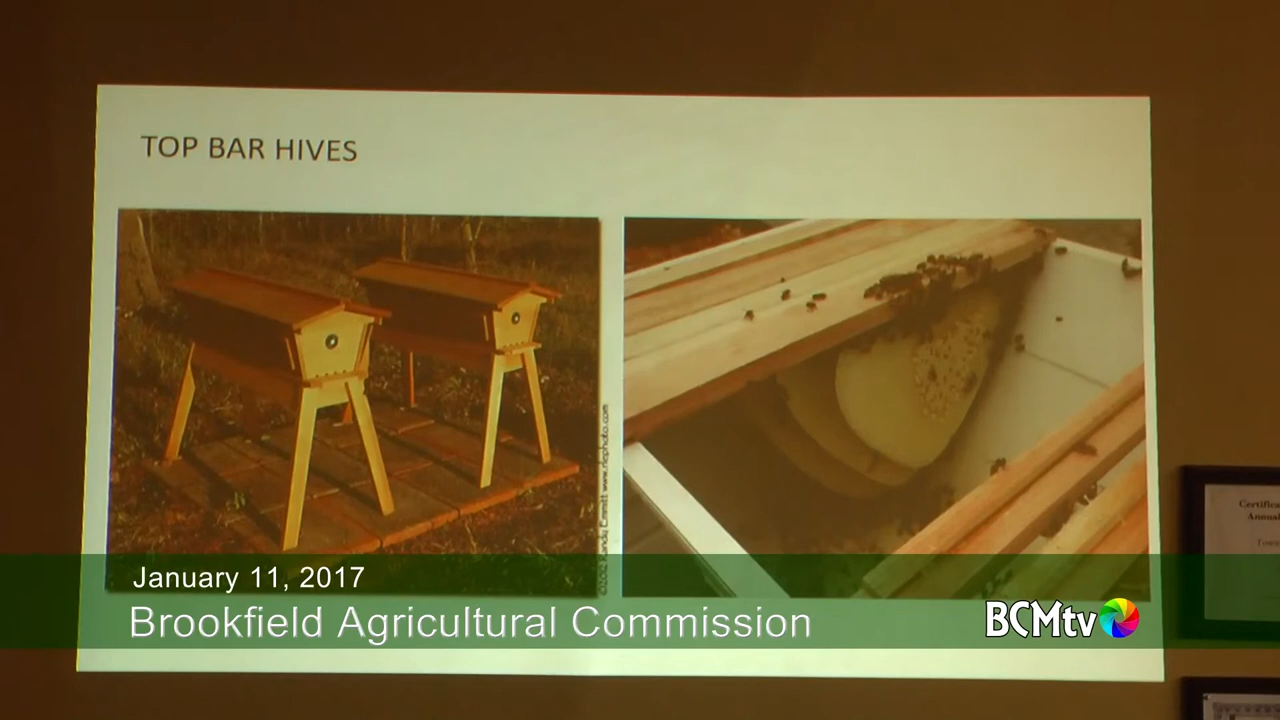 TOP BAR HIVES
January 11, 2017
Brookfield Agricultural Commission
BCMtv